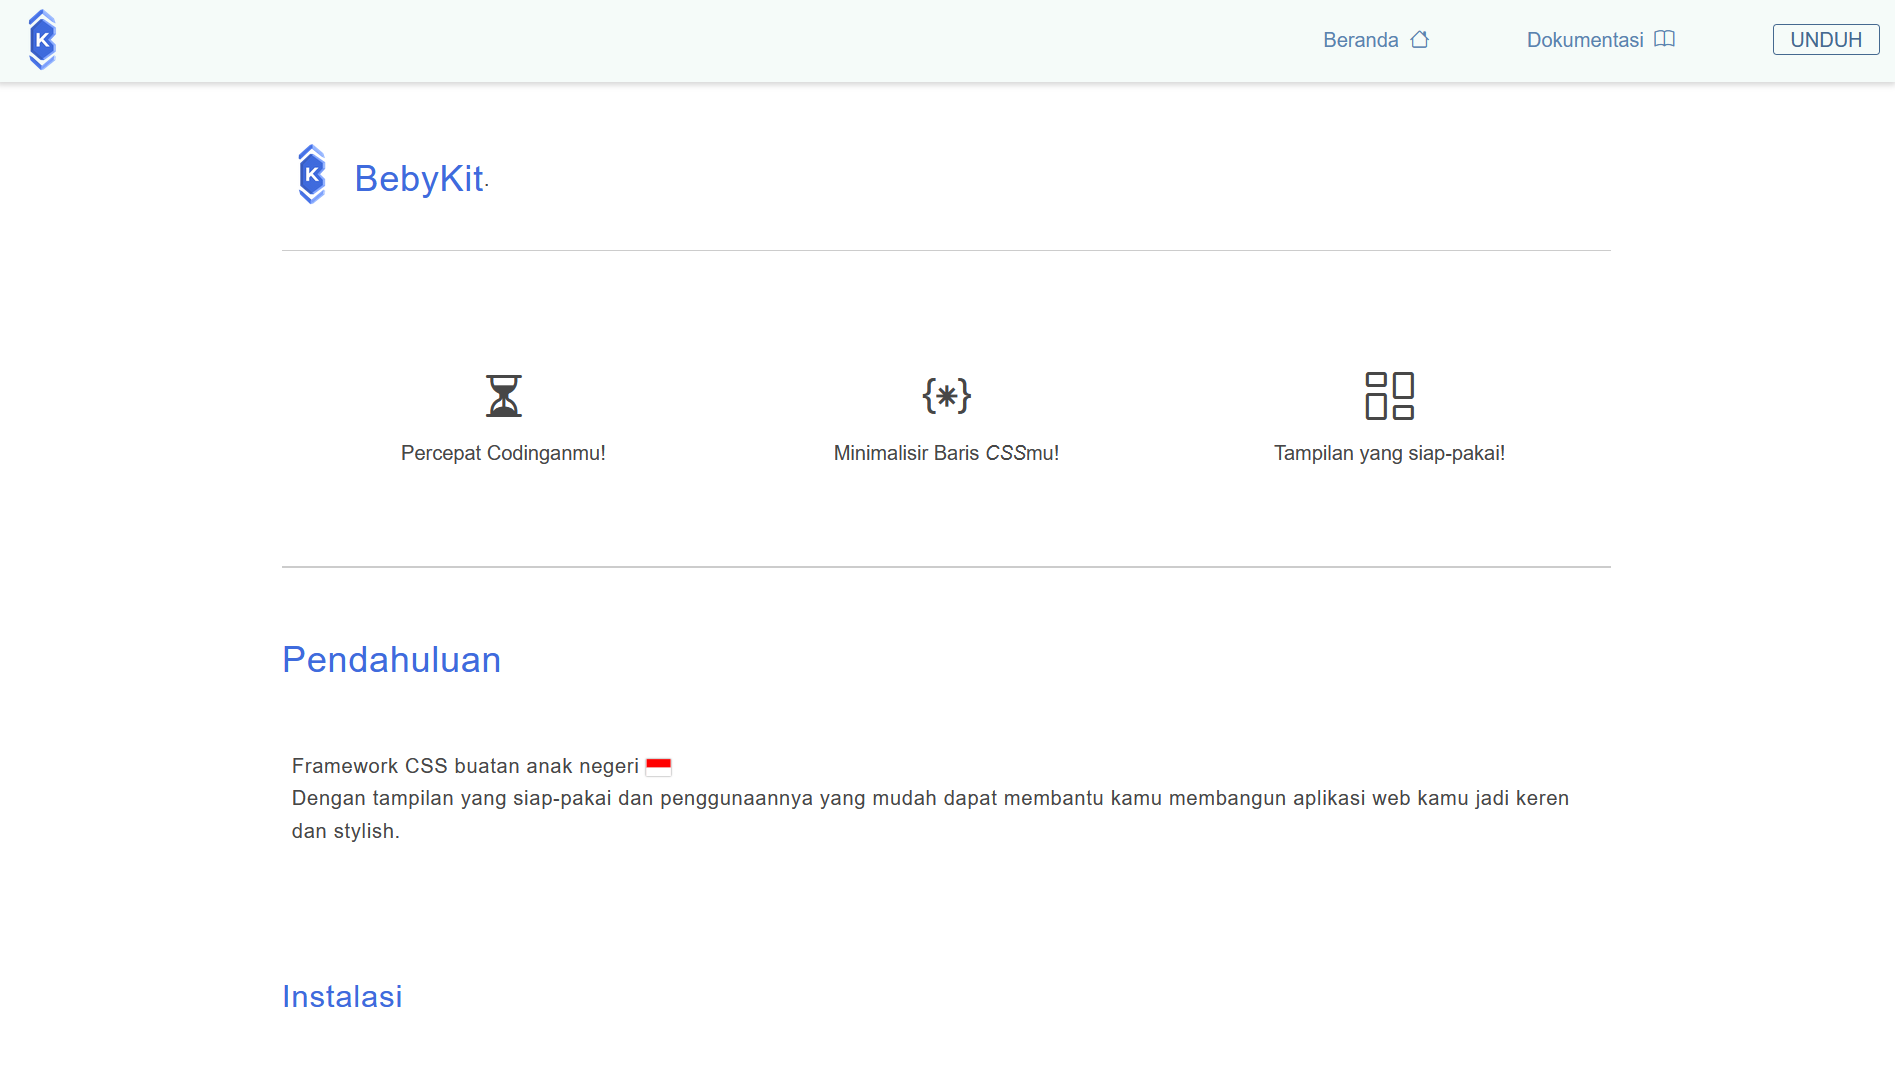 K
Beranda
Dokumentasi
UNDUH
K
BebyKit.
{*}
Percepat Codinganmu!
Minimalisir Baris CSSmu!
Tampilan yang siap-pakai!
Pendahuluan
Framework CSS buatan anak negeri
Dengan tampilan yang siap-pakai dan penggunaannya yang mudah dapat membantu kamu membangun aplikasi web kamu jadi keren
dan stylish.
Instalasi